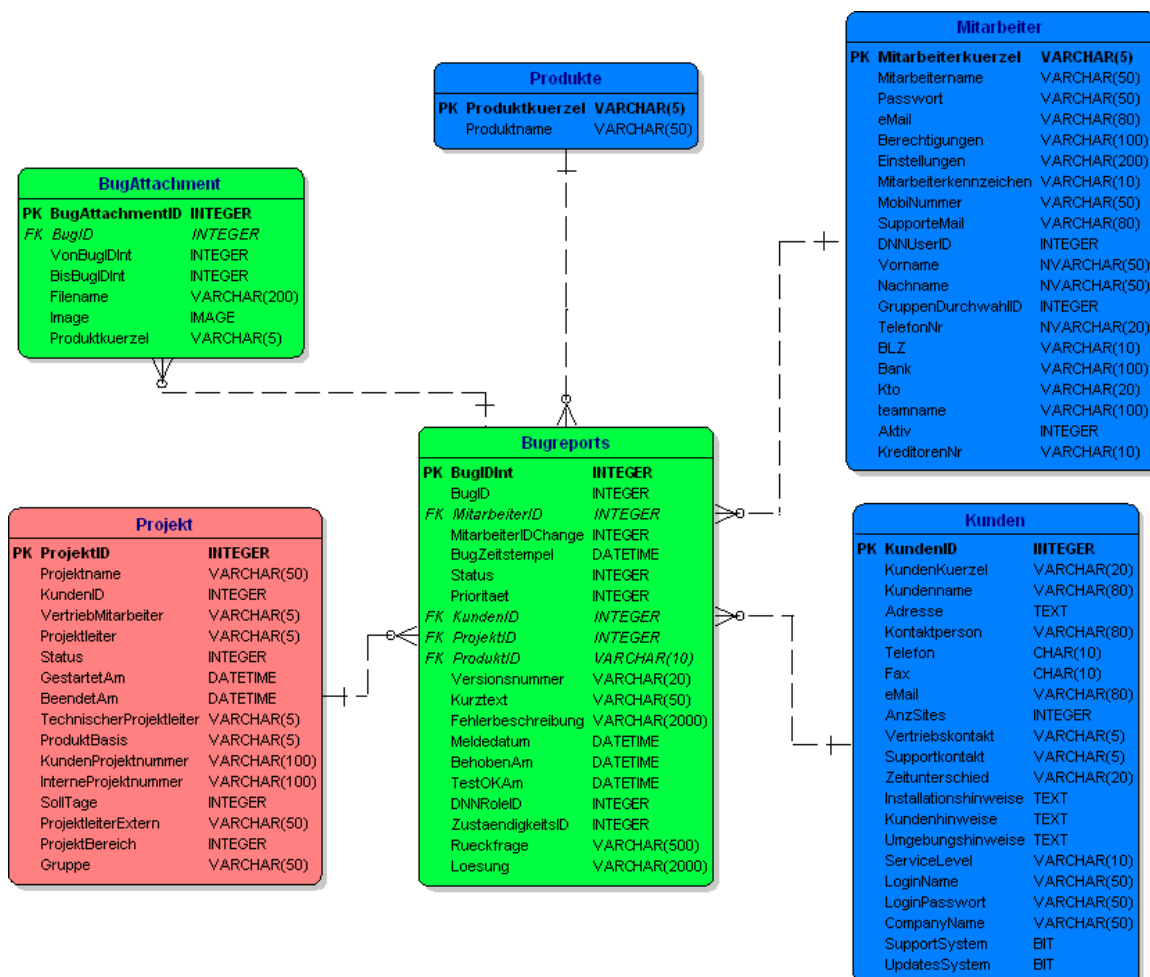 Produkte
PK Produktkuerzel VARCHAR(5)
Produktname VARCHAR(50)
Mitarbeiter
PK Mitarbeiterkuerzel VARCHAR(5)
Mitarbeitername VARCHAR(50)
Passwort VARCHAR(50)
eMail VARCHAR(80)
Berechtigungen VARCHAR(100)
Einstellungen VARCHAR(200)
Mitarbeiterkennzeichen VARCHAR(10)
MobiNummer VARCHAR(50)
SupporteMail VARCHAR(80)
DNNUserID INTEGER
Vorname NVARCHAR(50)
Nachname NVARCHAR(50)
GruppenDurchwahlID INTEGER
TelefonNr NVARCHAR(20)
BLZ VARCHAR(10)
Bank VARCHAR(100)
Kto VARCHAR(20)
teamname VARCHAR(100)
Aktiv INTEGER
KreditorenNr VARCHAR(10)
BugAttachment
PK BugAttachmentID INTEGER
FK BugID INTEGER
VonBugIDInt INTEGER
BisBugIDInt INTEGER
Filename VARCHAR(200)
Image IMAGE
Produktkuerzel VARCHAR(5)
Bugreports
PK BugIDInt INTEGER
BugID INTEGER
FK MitarbeiterID INTEGER
MitarbeiterIDChange INTEGER
BugZeitstempel DATETIME
Status INTEGER
Prioritaet INTEGER
FK KundenID INTEGER
FK ProjektID INTEGER
FK ProduktID VARCHAR(10)
Versionsnummer VARCHAR(20)
Kurztext VARCHAR(50)
Fehlerbeschreibung VARCHAR(2000)
Meldedatum DATETIME
BehobenAm DATETIME
TestOKAm DATETIME
DNNRoleID INTEGER
ZustaendigkeitsID INTEGER
Rueckfrage VARCHAR(500)
Loesung VARCHAR(2000)
Projekt
PK ProjektID INTEGER
Projektname VARCHAR(50)
KundenID INTEGER
VertriebMitarbeiter VARCHAR(5)
Projektleiter VARCHAR(5)
Status INTEGER
GestartetAm DATETIME
BeendetAm DATETIME
TechnischerProjektleiter VARCHAR(5)
ProduktBasis VARCHAR(5)
KundenProjektnummer VARCHAR(100)
InterneProjektnummer VARCHAR(100)
SollTage INTEGER
ProjektleiterExtern VARCHAR(50)
ProjektBereich INTEGER
Gruppe VARCHAR(50)
Kunden
PK KundenID INTEGER
KundenKuerzel VARCHAR(20)
Kundenname VARCHAR(80)
Adresse TEXT
Kontaktperson VARCHAR(80)
Telefon CHAR(10)
Fax CHAR(10)
eMail VARCHAR(80)
AnzSites INTEGER
Vertriebskontakt VARCHAR(5)
Supportkontakt VARCHAR(5)
Zeitunterschied VARCHAR(20)
Installationshinweise TEXT
Kundenhinweise TEXT
Umgebungshinweise TEXT
ServiceLevel VARCHAR(10)
LoginName VARCHAR(50)
LoginPasswort VARCHAR(50)
CompanyName VARCHAR(50)
SupportSystem BIT
UpdatesSystem BIT